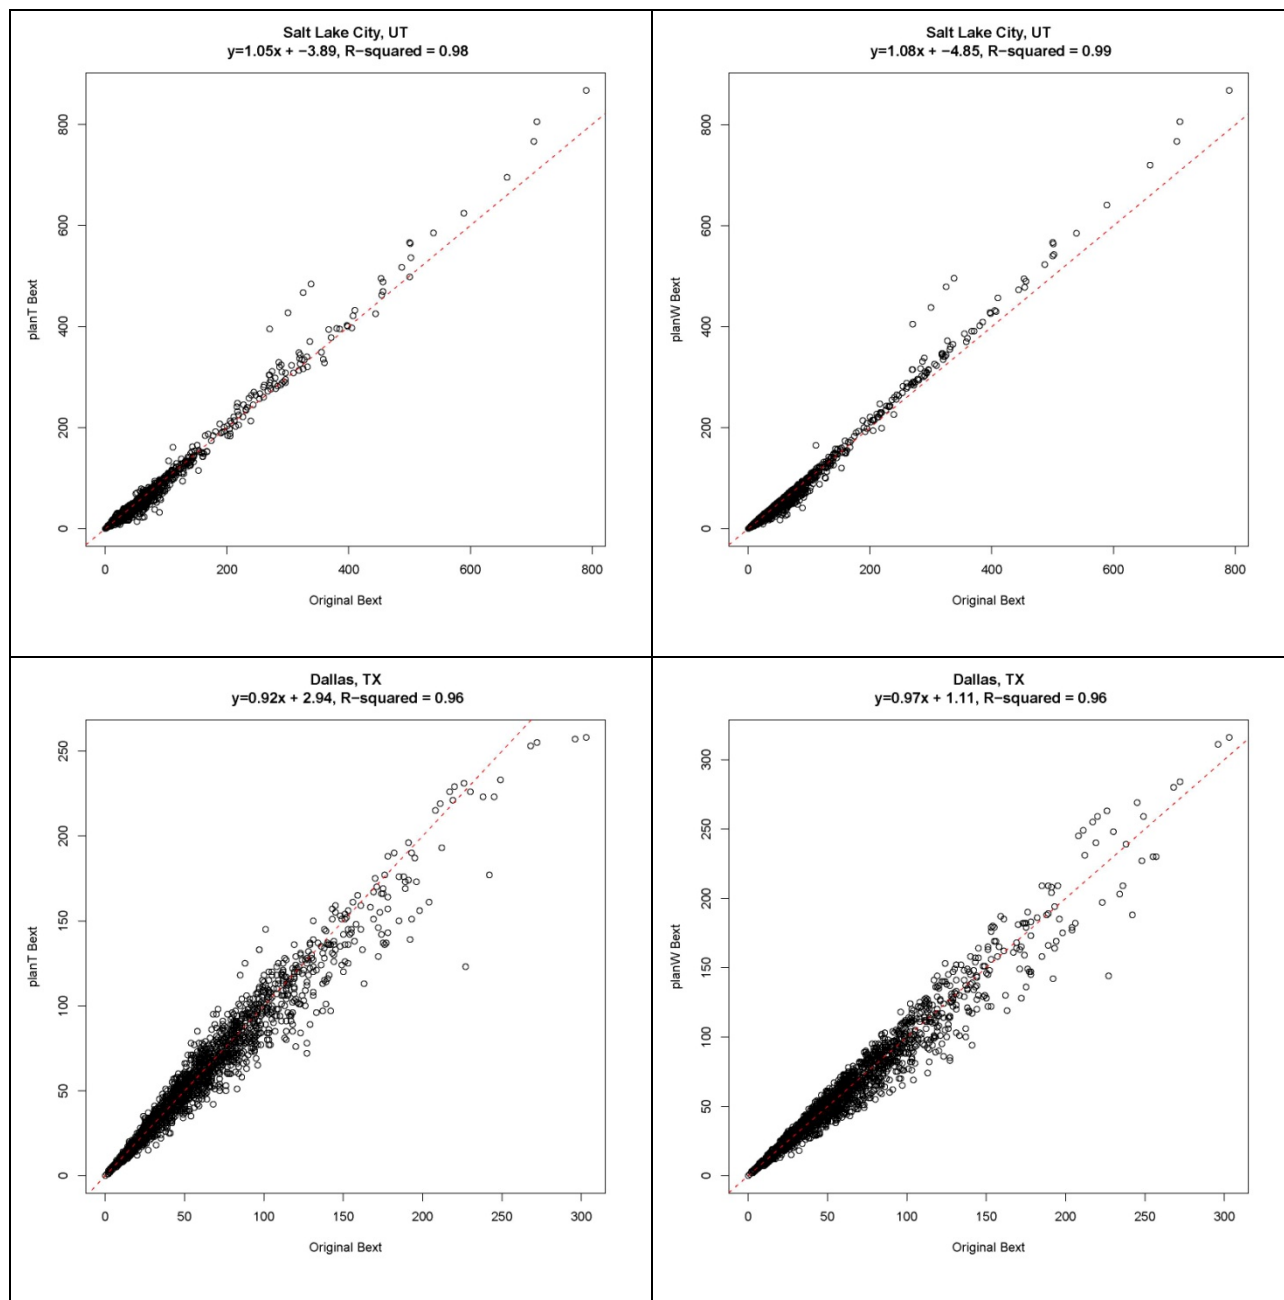 Salt Lake City, UT
y=1.05x + −3.89, R−squared = 0.98
800
600
400
200
0
planT Bext
0 200 400 600 800
Original Bext
Salt Lake City, UT
y=1.08x + −4.85, R−squared = 0.99
800
600
400
200
0
planW Bext
0 200 400 600 800
Original Bext
Dallas, TX
y=0.92x + 2.94, R−squared = 0.96
250
200
150
100
50
0
planT Bext
0 50 100 150 200 250 300
Original Bext
Dallas, TX
y=0.97x + 1.11, R−squared = 0.96
300
250
200
150
100
50
0
planW Bext
0 50 100 150 200 250 300
Original Bext